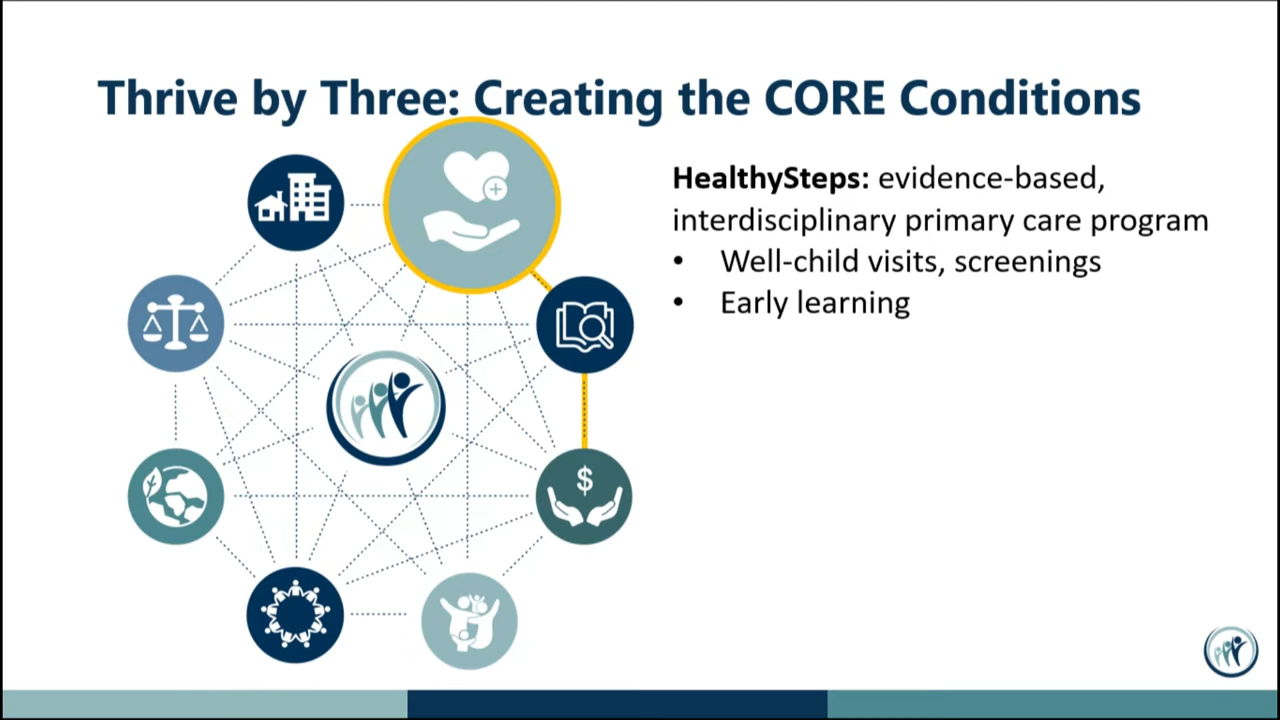 Thrive by Three: Creating the CORE Conditions
HealthySteps: evidence-based,
interdisciplinary primary care program
• Well-child visits, screenings
• Early learning
$